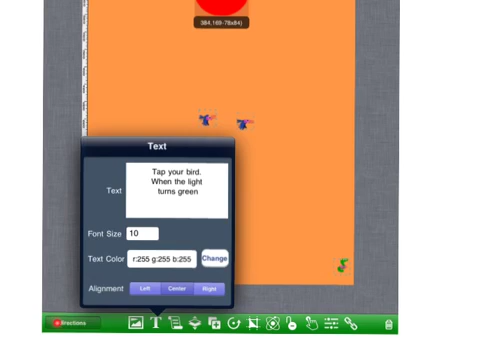 384,169-78x84)
Text
Text
Tap your bird.
When the light
turns green
Font Size 10
Text Color r:255 g:255 b:255 Change
Alignment Left Center Right